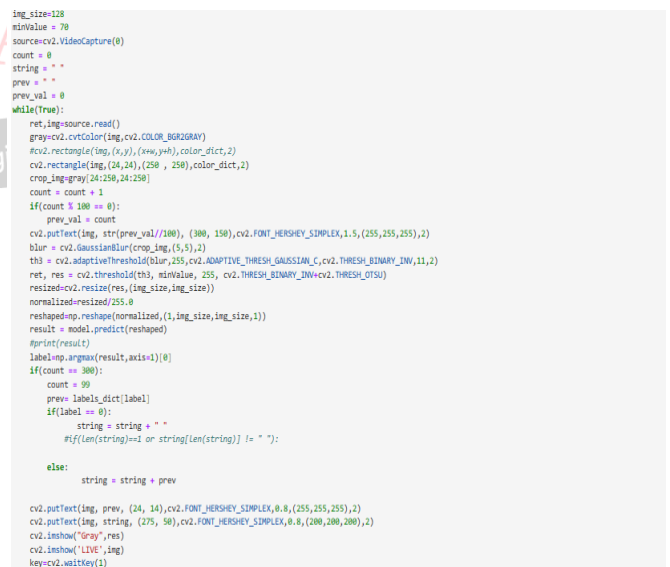 img_size=128
minValue = 70
source=cv2.VideoCapture(0)
count = 0
string = " "
prev = " "
prev_val = 0
while(True):
    ret,img=source.read()
    gray=cv2.cvtColor(img,cv2.COLOR_BGR2GRAY)
    #cv2.rectangle(img,(x,y),(x+w,y+h),color_dict,2)
    cv2.rectangle(img,(24,24),(250 , 250),color_dict,2)
    crop_img=gray[24:250,24:250]
    count = count + 1
    if(count % 100 == 0):
        prev_val = count
    cv2.putText(img, str(prev_val//100), (300, 150),cv2.FONT_HERSHEY_SIMPLEX,1.5,(255,255,255),2)
    blur = cv2.GaussianBlur(crop_img,(5,5),2)
    th3 = cv2.adaptiveThreshold(blur,255,cv2.ADAPTIVE_THRESH_GAUSSIAN_C,cv2.THRESH_BINARY_INV,11,2)
    ret, res = cv2.threshold(th3, minValue, 255, cv2.THRESH_BINARY_INV+cv2.THRESH_OTSU)
    resized=cv2.resize(res,(img_size,img_size))
    normalized=resized/255.0
    reshaped=np.reshape(normalized,(1,img_size,img_size,1))
    result = model.predict(reshaped)
    #print(result)
    label=np.argmax(result,axis=1)[0]
    if(count == 300):
        count = 99
        prev= labels_dict[label]
        if(label == 0):
               string = string + " "
            #if(len(string)==1 or string[len(string)] != " "):
        else:
                string = string + prev
    cv2.putText(img, prev, (24, 14),cv2.FONT_HERSHEY_SIMPLEX,0.8,(255,255,255),2)
    cv2.putText(img, string, (275, 50),cv2.FONT_HERSHEY_SIMPLEX,0.8,(200,200,200),2)
    cv2.imshow("Gray",res)
    cv2.imshow('LIVE',img)
    key=cv2.waitKey(1)